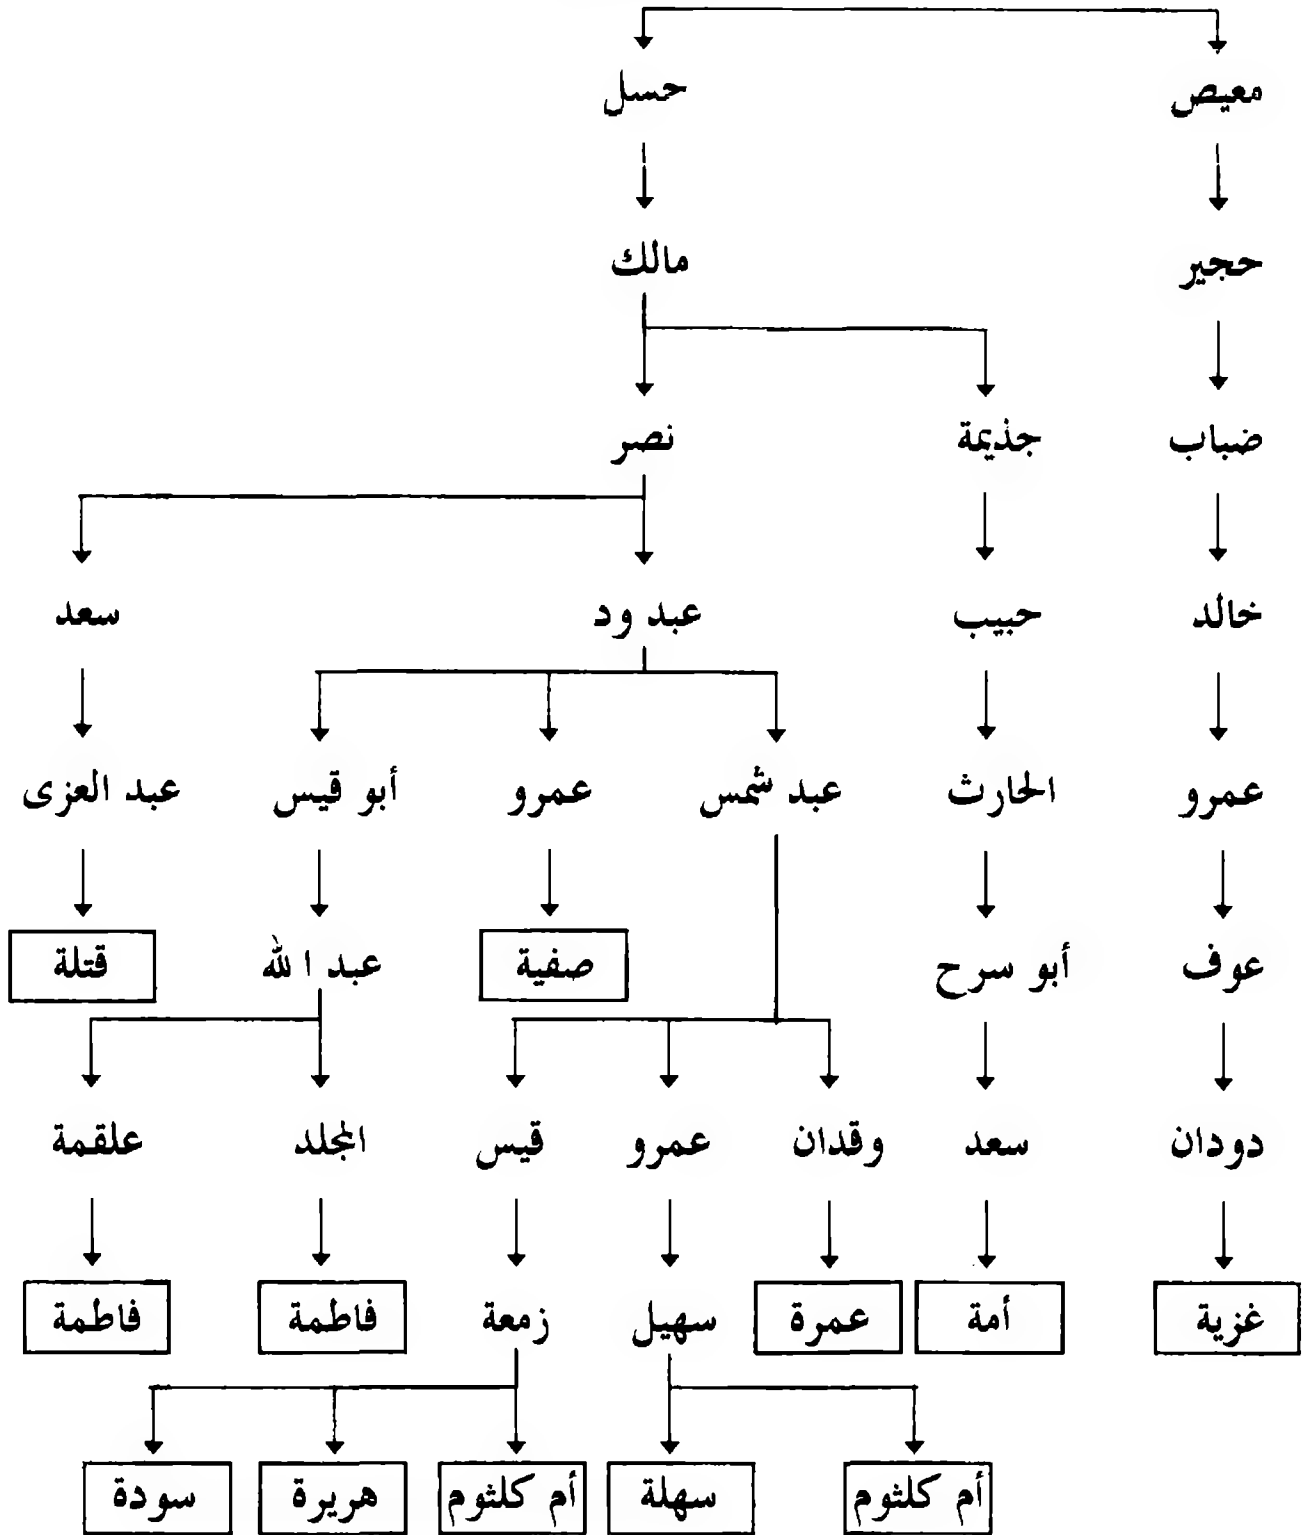 معيص حسل
حجير مالك
ضباب جذيمة نصر
خالد حبيب عبد ود سعد
عمرو الحارث عبد شمس عمرو أبو قيس عبد العزى
عوف أبو سرح صفية عبد الله قتلة
دودان سعد وقدان عمرو قيس المجلد علقمة
غزية أمة عمرة سهيل زمعة فاطمة فاطمة
أم كلثوم سهلة أم كلثوم هريرة سودة